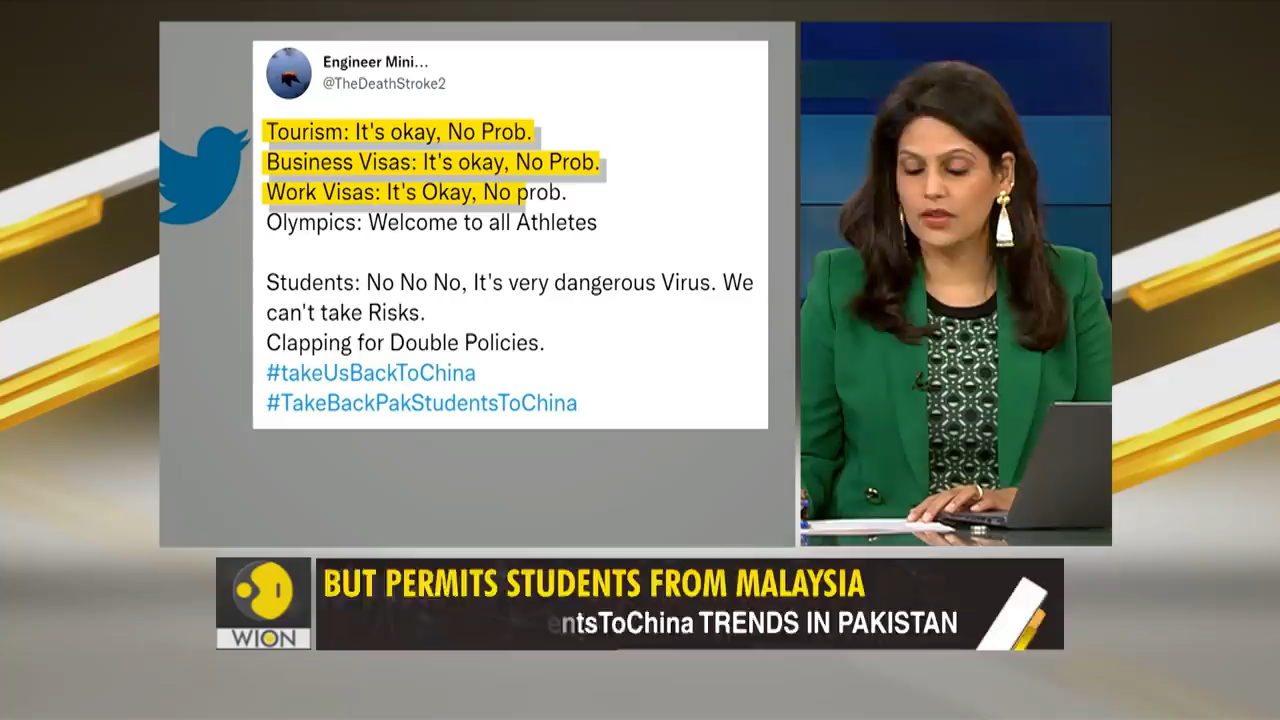 Engineer Mini...
@TheDeathStroke2
Tourism: It's okay, No Prob.
Business Visas: It's okay, No Prob.
Work Visas: It's Okay, No prob.
Olympics: Welcome to all Athletes
Students: No No No, It's very dangerous Virus. We
can't take Risks.
Clapping for Double Policies.
#takeUsBackToChina
#TakeBackPakStudentsToChina
BUT PERMITS STUDENTS FROM MALAYSIA
entsToChina TRENDS IN PAKISTAN
WION